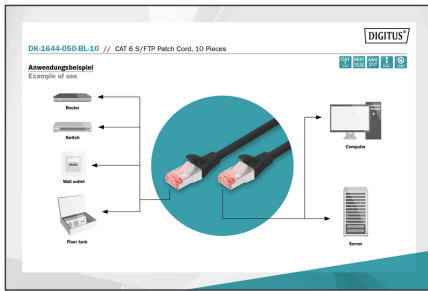 DIGITUS®
DK-1644-050-BL-10 // CAT 6 S/FTP Patch Cord, 10 Pieces
Anwendungsbeispiel
Example of use
Router
Switch
Wall outlet
Floor tank
Computer
Server